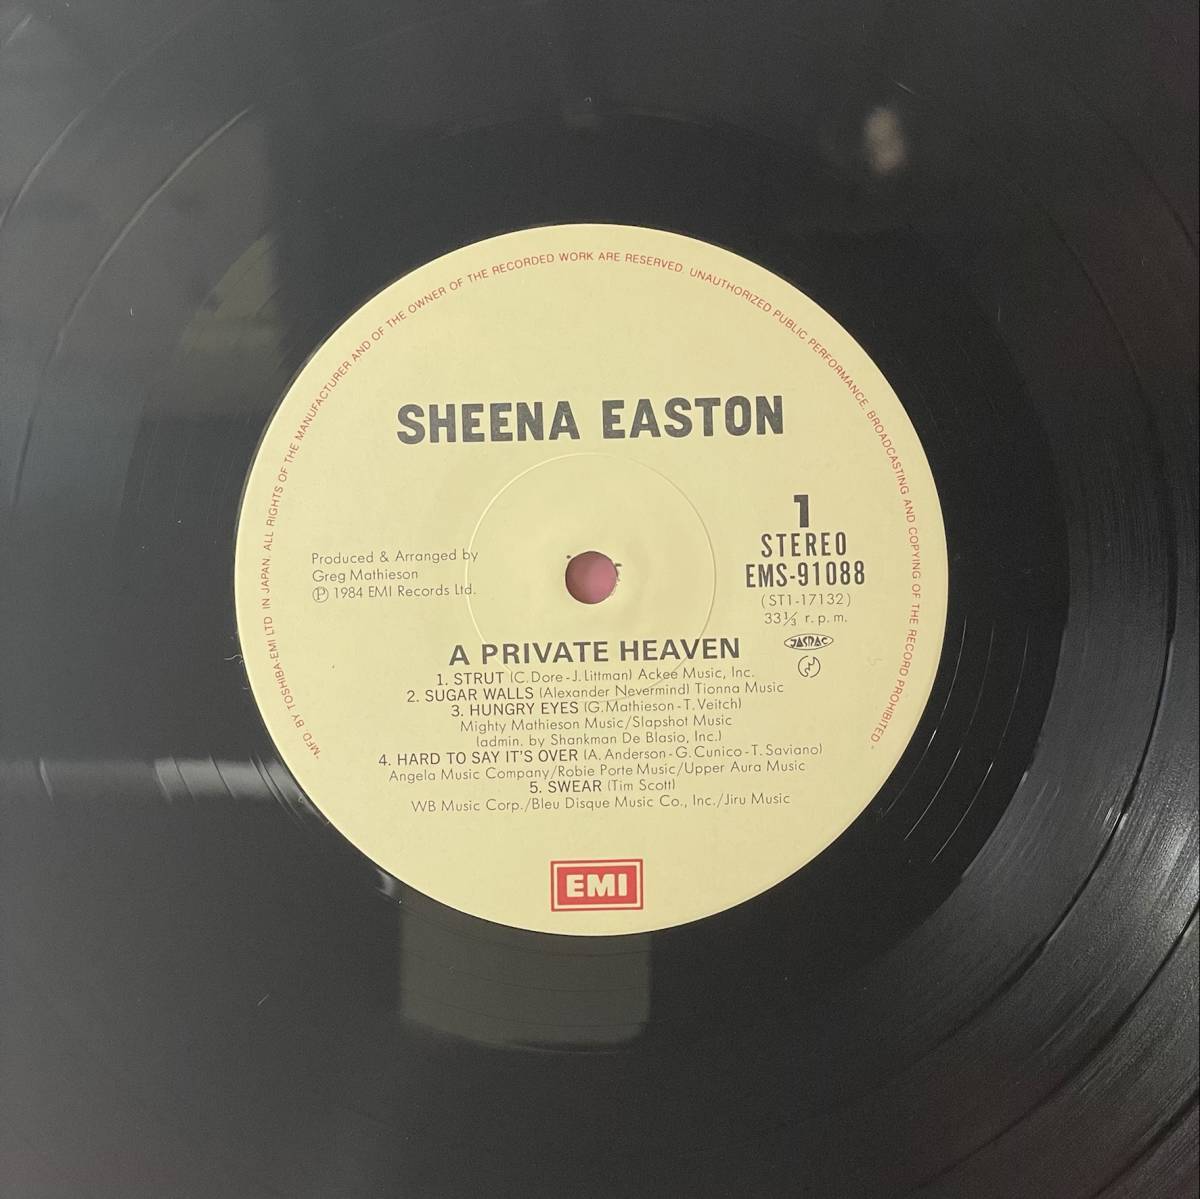 "MFD. BY TOSHIBA-EMI LTD IN JAPAN. ALL RIGHTS OF THE MANUFACTURER AND OF THE OWNER OF THE RECORDED WORK ARE RESERVED. UNAUTHORIZED PUBLIC PERFORMANCE. BROADCASTING AND COPYING OF THE RECORD PROHIBITED"
SHEENA EASTON
1
STEREO
EMS-91088
(ST1-17132)
33⅓ r.p.m.
JASRAC
Produced & Arranged by
Greg Mathieson
℗ 1984 EMI Records Ltd.
A PRIVATE HEAVEN
1. STRUT (C. Dore - J. Littman) Ackee Music, Inc.
2. SUGAR WALLS (Alexander Nevermind) Tionna Music
3. HUNGRY EYES (G. Mathieson - T. Veitch)
Mighty Mathieson Music/Slapshot Music
(admin. by Shankman De Blasio, Inc.)
4. HARD TO SAY IT'S OVER (A. Anderson - G. Cunico - T. Saviano)
Angela Music Company/Robie Porte Music/Upper Aura Music
5. SWEAR (Tim Scott)
WB Music Corp./Bleu Disque Music Co., Inc./Jiru Music
EMI